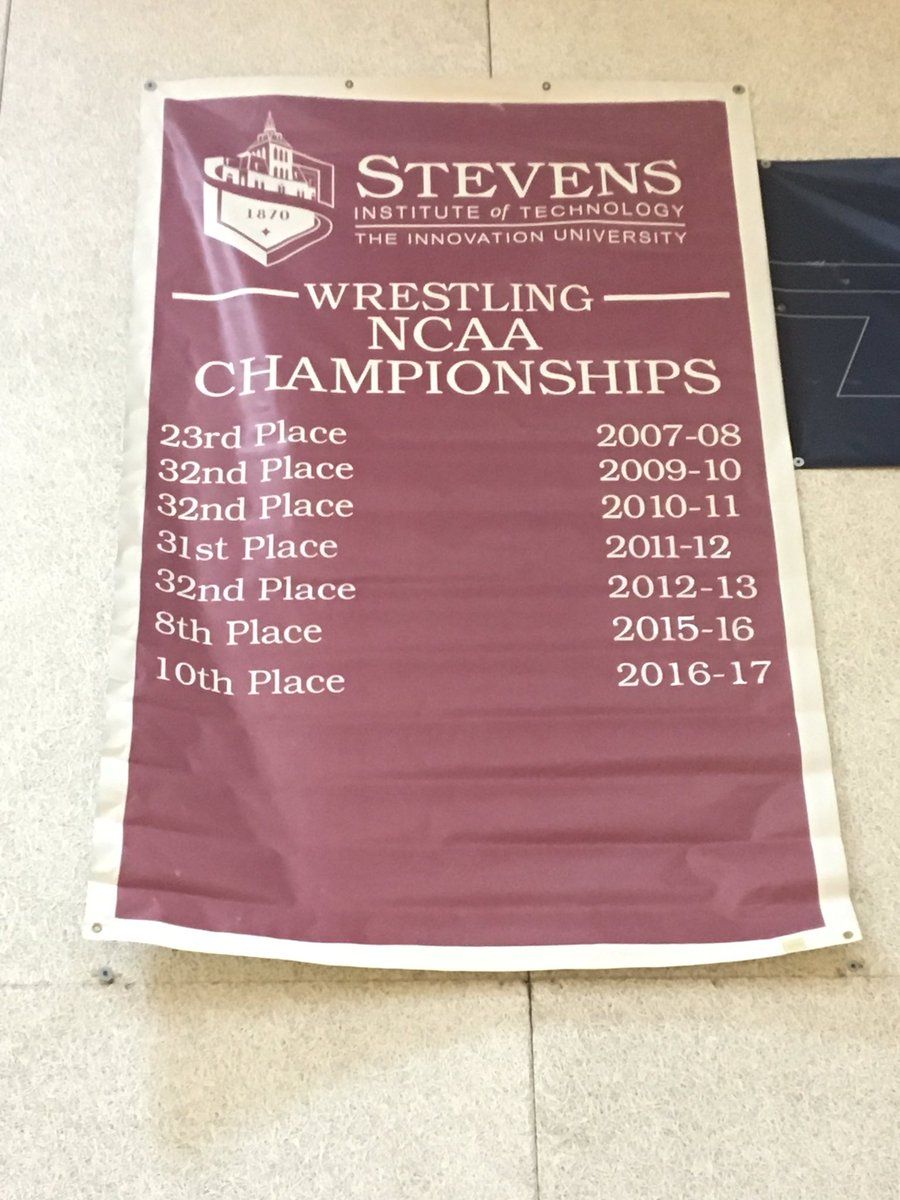 1870
STEVENS
INSTITUTE of TECHNOLOGY
THE INNOVATION UNIVERSITY
WRESTLING
NCAA
CHAMPIONSHIPS
23rd Place 2007-08
32nd Place 2009-10
32nd Place 2010-11
31st Place 2011-12
32nd Place 2012-13
8th Place 2015-16
10th Place 2016-17